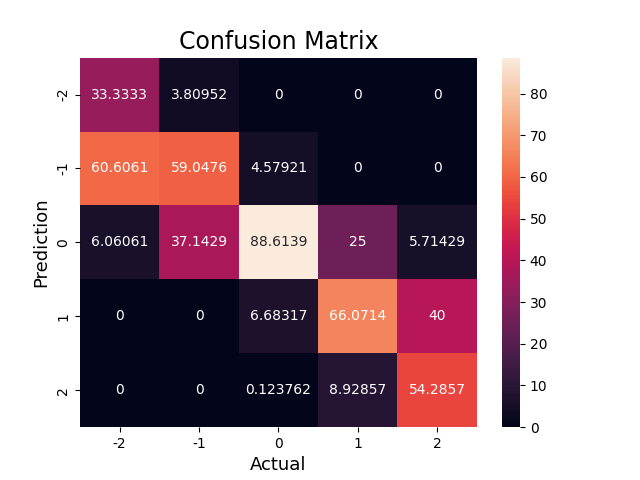 Confusion Matrix
-2 33.3333 3.80952 0 0 0
-1 60.6061 59.0476 4.57921 0 0
0 6.06061 37.1429 88.6139 25 5.71429
1 0 0 6.68317 66.0714 40
2 0 0 0.123762 8.92857 54.2857
-2 -1 0 1 2
Prediction
Actual
80
70
60
50
40
30
20
10
0